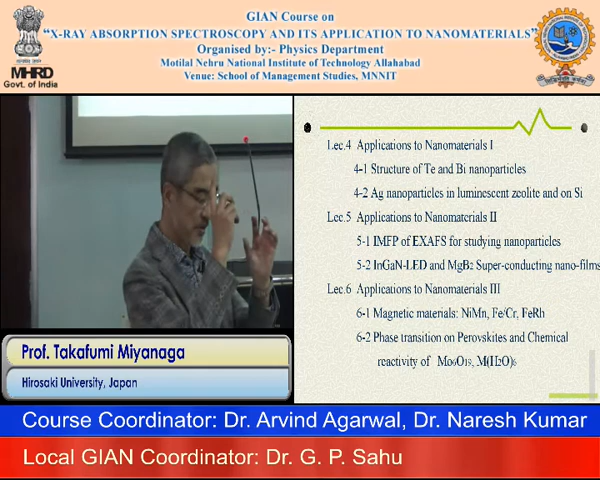 GIAN Course on
“X-RAY ABSORPTION SPECTROSCOPY AND ITS APPLICATION TO NANOMATERIALS”
Organised by:- Physics Department
Motilal Nehru National Institute of Technology Allahabad
Venue: School of Management Studies, MNNIT
MHRD
Govt. of India
Lec.4 Applications to Nanomaterials I
4-1 Structure of Te and Bi nanoparticles
4-2 Ag nanoparticles in luminescent zeolite and on Si
Lec.5 Applications to Nanomaterials II
5-1 IMFP of EXAFS for studying nanoparticles
5-2 InGaN-LED and MgB2 Super-conducting nano-films
Lec.6 Applications to Nanomaterials III
6-1 Magnetic materials: NiMn, Fe/Cr, FeRh
6-2 Phase transition on Perovskites and Chemical
reactivity of Mo6O19, M(H2O)6
Prof. Takafumi Miyanaga
Hirosaki University, Japan
Course Coordinator: Dr. Arvind Agarwal, Dr. Naresh Kumar
Local GIAN Coordinator: Dr. G. P. Sahu